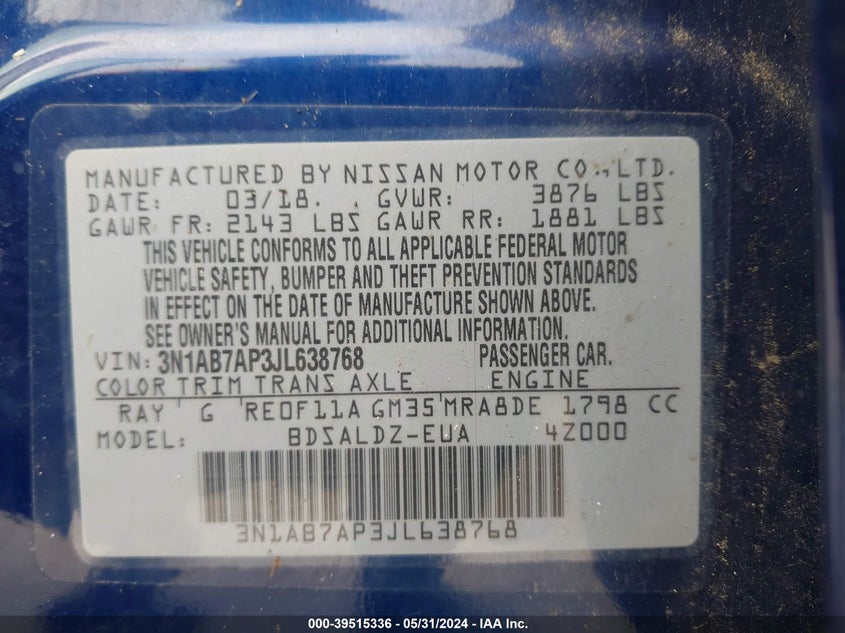 MANUFACTURED BY NISSAN MOTOR CO.,LTD.
DATE: 03/18. GVWR: 3876 LBS
GAWR FR: 2143 LBS GAWR RR: 1881 LBS
THIS VEHICLE CONFORMS TO ALL APPLICABLE FEDERAL MOTOR
VEHICLE SAFETY, BUMPER AND THEFT PREVENTION STANDARDS
IN EFFECT ON THE DATE OF MANUFACTURE SHOWN ABOVE.
SEE OWNER'S MANUAL FOR ADDITIONAL INFORMATION.
VIN: 3N1AB7AP3JL638768 PASSENGER CAR.
COLOR TRIM TRANS AXLE ENGINE
RAY G RE0F11A GM35 MRA8DE 1798 CC
MODEL: BDSALDZ-EUA 4Z000
3N1AB7AP3JL638768
000-39515336 - 05/31/2024 - IAA Inc.